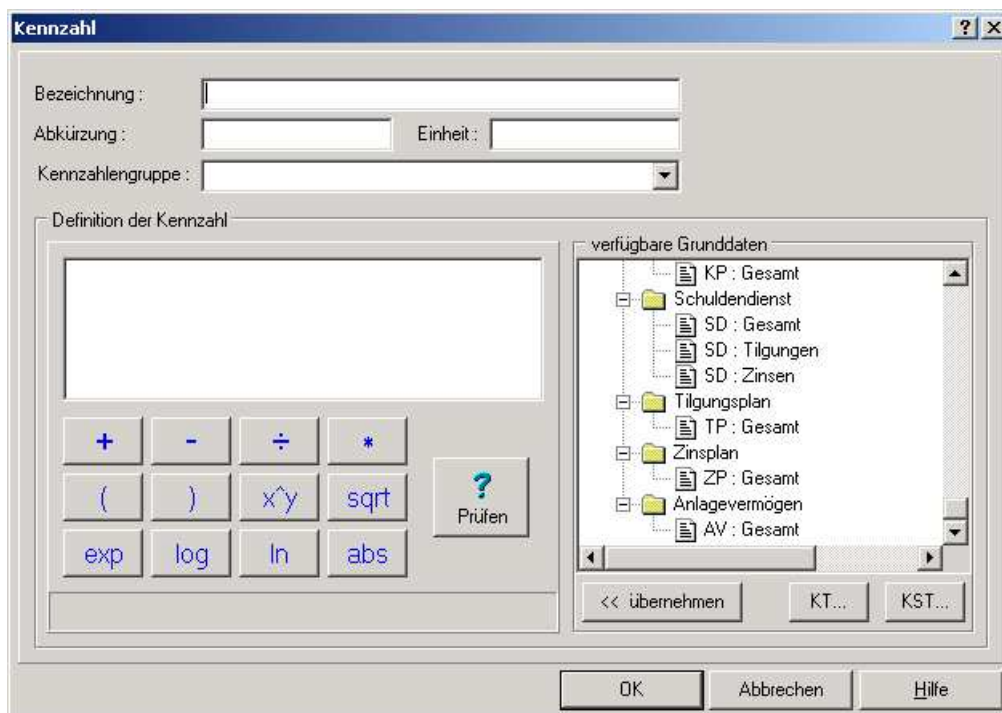 Kennzahl
Bezeichnung :
Abkürzung :
Einheit :
Kennzahlengruppe :
Definition der Kennzahl
+ - ÷ *
( ) x^y sqrt
exp log ln abs
?
Prüfen
verfügbare Grunddaten
KP : Gesamt
Schuldendienst
SD : Gesamt
SD : Tilgungen
SD : Zinsen
Tilgungsplan
TP : Gesamt
Zinsplan
ZP : Gesamt
Anlagevermögen
AV : Gesamt
<< übernehmen KT... KST...
OK Abbrechen Hilfe